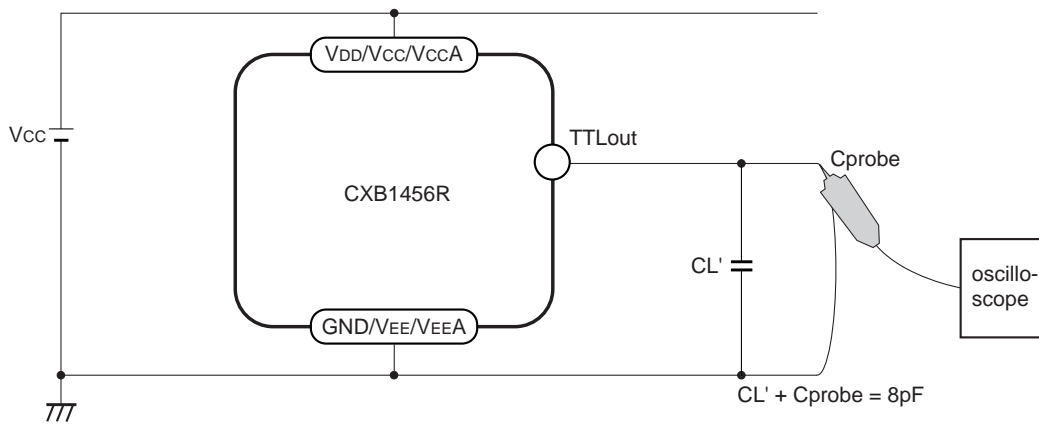 VDD/VCC/VCCA
VCC
TTLout
Cprobe
CXB1456R
CL'
oscillo-
scope
GND/VEE/VEEA
CL' + Cprobe = 8pF